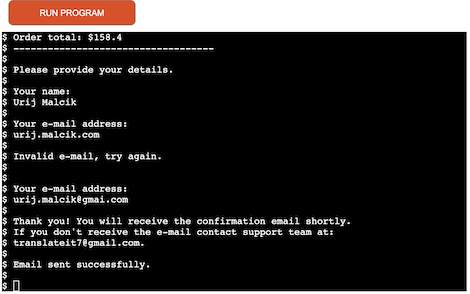 RUN PROGRAM
$ Order total: $158.4
$ -----------------------------------
$
$ Please provide your details.
$
$ Your name:
$ Urij Malcik
$
$ Your e-mail address:
$ urij.malcik.com
$
$ Invalid e-mail, try again.
$
$
$ Your e-mail address:
$ urij.malcik@gmai.com
$
$ Thank you! You will receive the confirmation email shortly.
$ If you don't receive the e-mail contact support team at:
$ translateit7@gmail.com.
$
$ Email sent successfully.
$
$